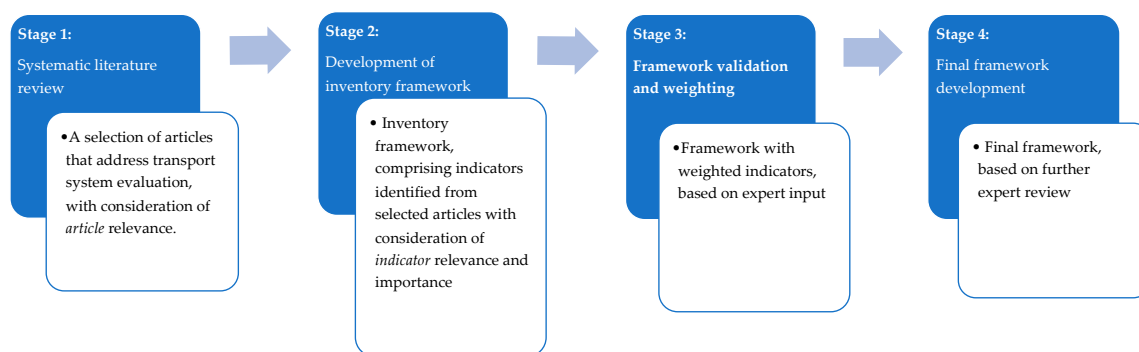 Stage 1:
Systematic literature
review
•A selection of articles
that address transport
system evaluation,
with consideration of
article relevance.
Stage 2:
Development of
inventory framework
• Inventory
framework,
comprising indicators
identified from
selected articles with
consideration of
indicator relevance and
importance
Stage 3:
Framework validation
and weighting
•Framework with
weighted indicators,
based on expert input
Stage 4:
Final framework
development
• Final framework,
based on further
expert review